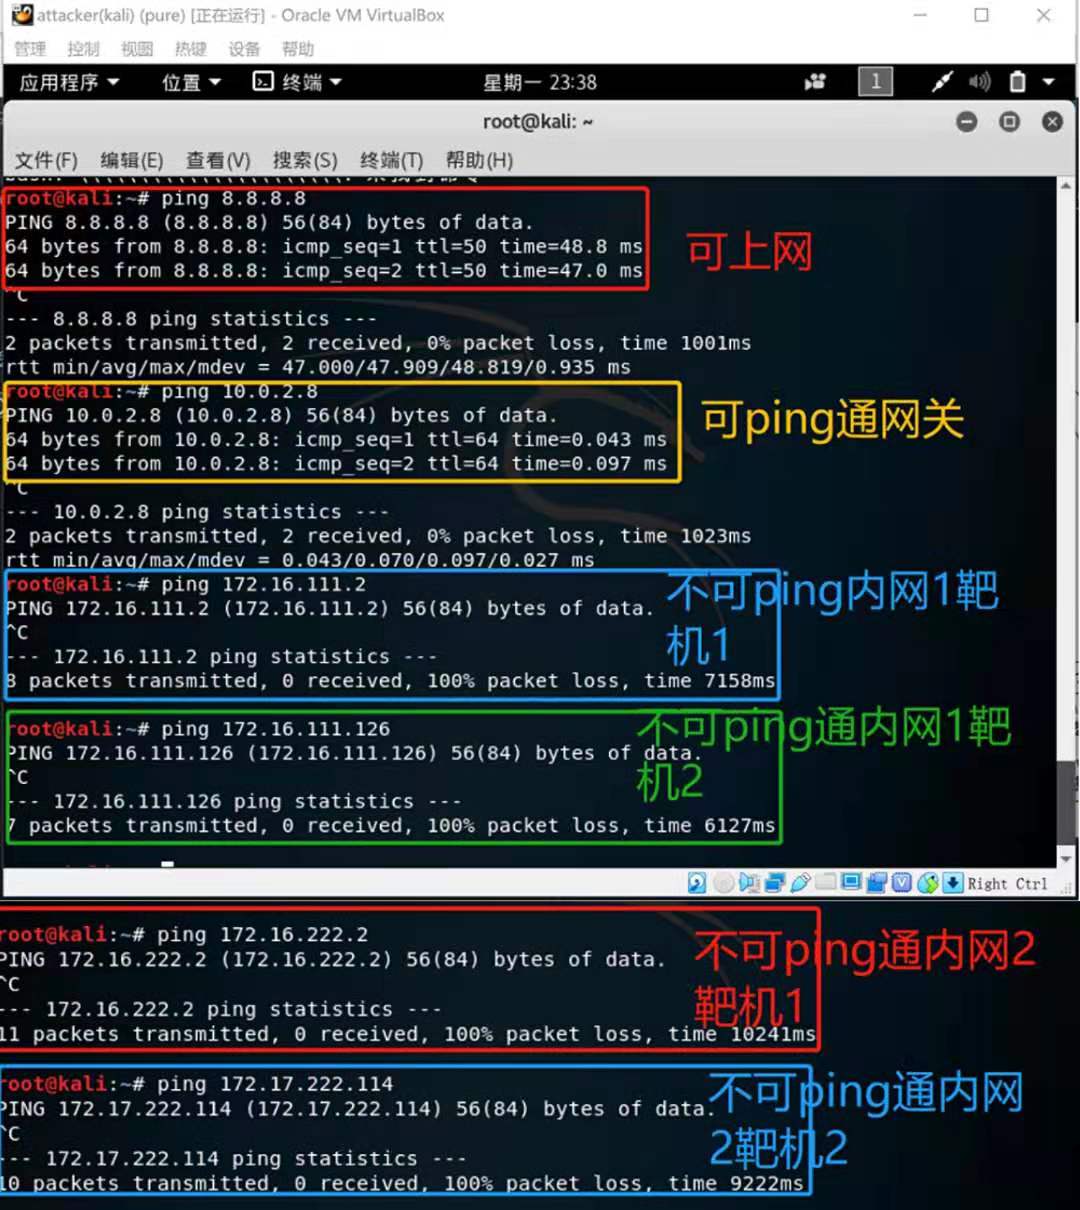 attacker(kali) (pure) [正在运行] - Oracle VM VirtualBox
管理 控制 视图 热键 设备 帮助
应用程序 位置 终端 星期一 23:38 1
root@kali: ~
文件(F) 编辑(E) 查看(V) 搜索(S) 终端(T) 帮助(H)
root@kali:~# ping 8.8.8.8
PING 8.8.8.8 (8.8.8.8) 56(84) bytes of data.
64 bytes from 8.8.8.8: icmp_seq=1 ttl=50 time=48.8 ms
64 bytes from 8.8.8.8: icmp_seq=2 ttl=50 time=47.0 ms
可上网
^C
--- 8.8.8.8 ping statistics ---
2 packets transmitted, 2 received, 0% packet loss, time 1001ms
rtt min/avg/max/mdev = 47.000/47.909/48.819/0.935 ms
root@kali:~# ping 10.0.2.8
PING 10.0.2.8 (10.0.2.8) 56(84) bytes of data.
64 bytes from 10.0.2.8: icmp_seq=1 ttl=64 time=0.043 ms
64 bytes from 10.0.2.8: icmp_seq=2 ttl=64 time=0.097 ms
可ping通网关
^C
--- 10.0.2.8 ping statistics ---
2 packets transmitted, 2 received, 0% packet loss, time 1023ms
rtt min/avg/max/mdev = 0.043/0.070/0.097/0.027 ms
root@kali:~# ping 172.16.111.2
PING 172.16.111.2 (172.16.111.2) 56(84) bytes of data.
^C
--- 172.16.111.2 ping statistics ---
8 packets transmitted, 0 received, 100% packet loss, time 7158ms
不可ping内网1靶
机1
root@kali:~# ping 172.16.111.126
PING 172.16.111.126 (172.16.111.126) 56(84) bytes of data.
^C
--- 172.16.111.126 ping statistics ---
7 packets transmitted, 0 received, 100% packet loss, time 6127ms
不可ping通内网1靶
机2
Right Ctrl
root@kali:~# ping 172.16.222.2
PING 172.16.222.2 (172.16.222.2) 56(84) bytes of data.
^C
--- 172.16.222.2 ping statistics ---
11 packets transmitted, 0 received, 100% packet loss, time 10241ms
不可ping通内网2
靶机1
root@kali:~# ping 172.17.222.114
PING 172.17.222.114 (172.17.222.114) 56(84) bytes of data.
^C
--- 172.17.222.114 ping statistics ---
10 packets transmitted, 0 received, 100% packet loss, time 9222ms
不可ping通内网
2靶机2